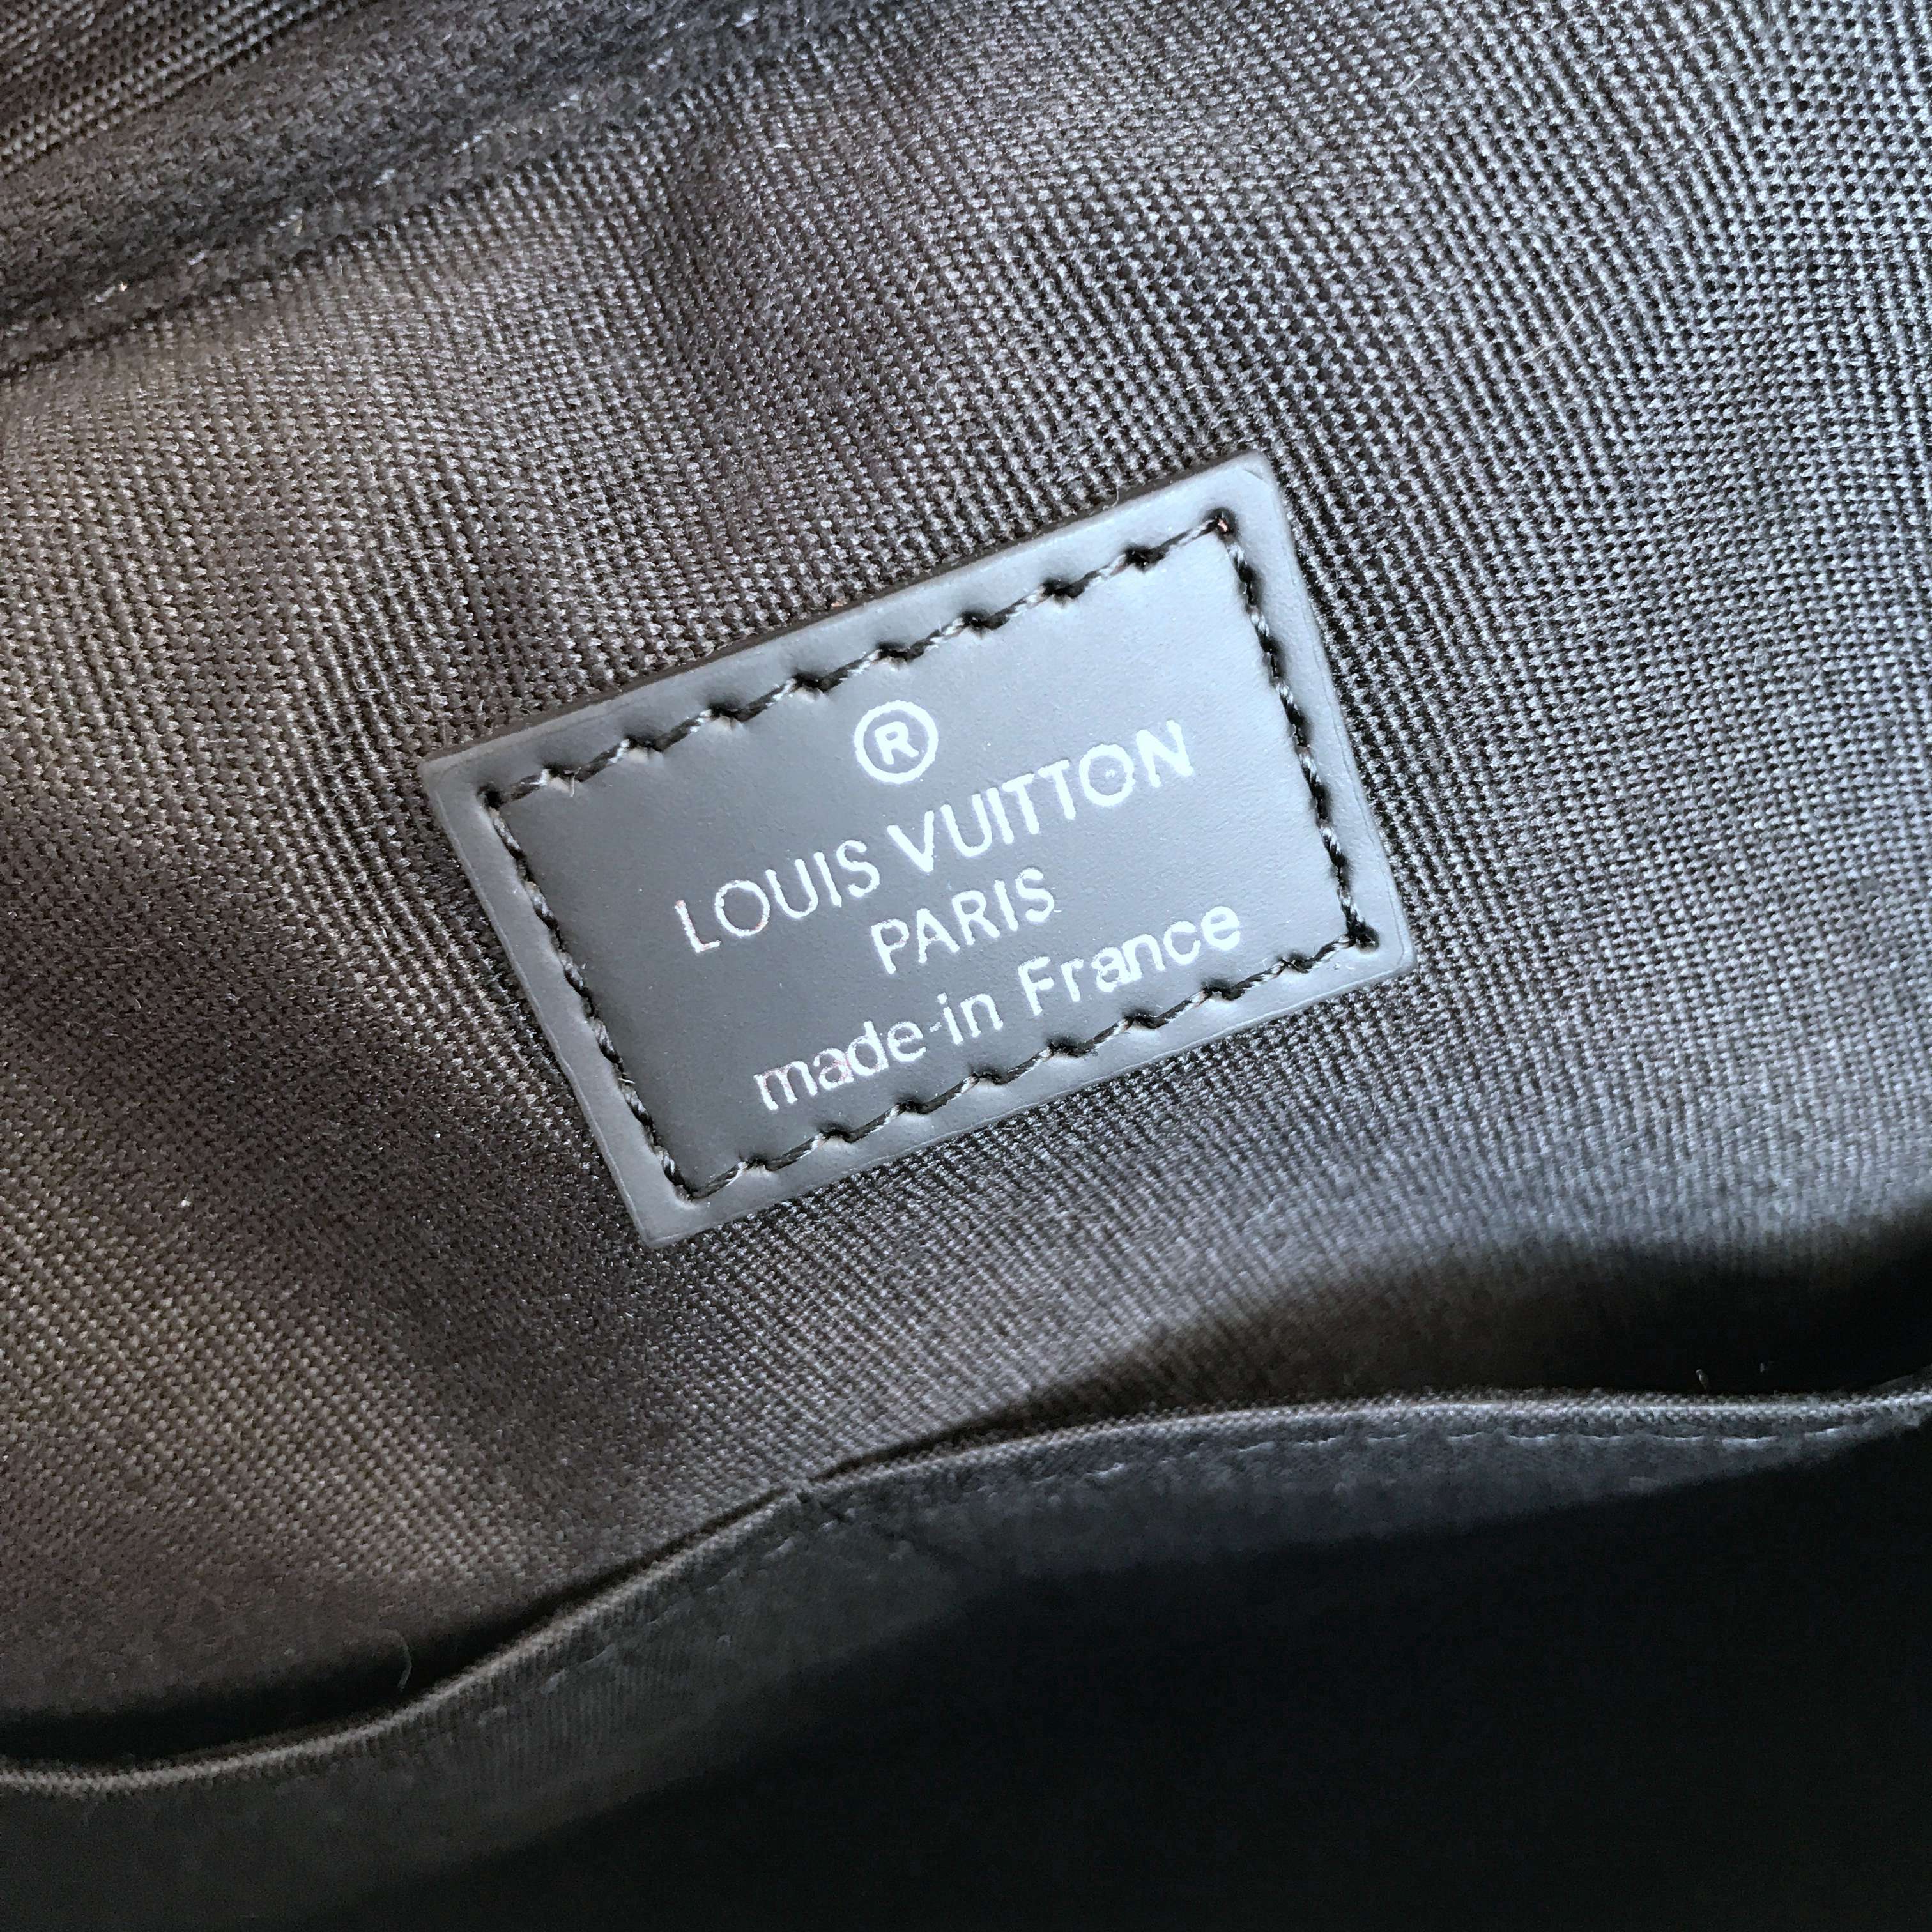 ®
LOUIS VUITTON
PARIS
made-in France